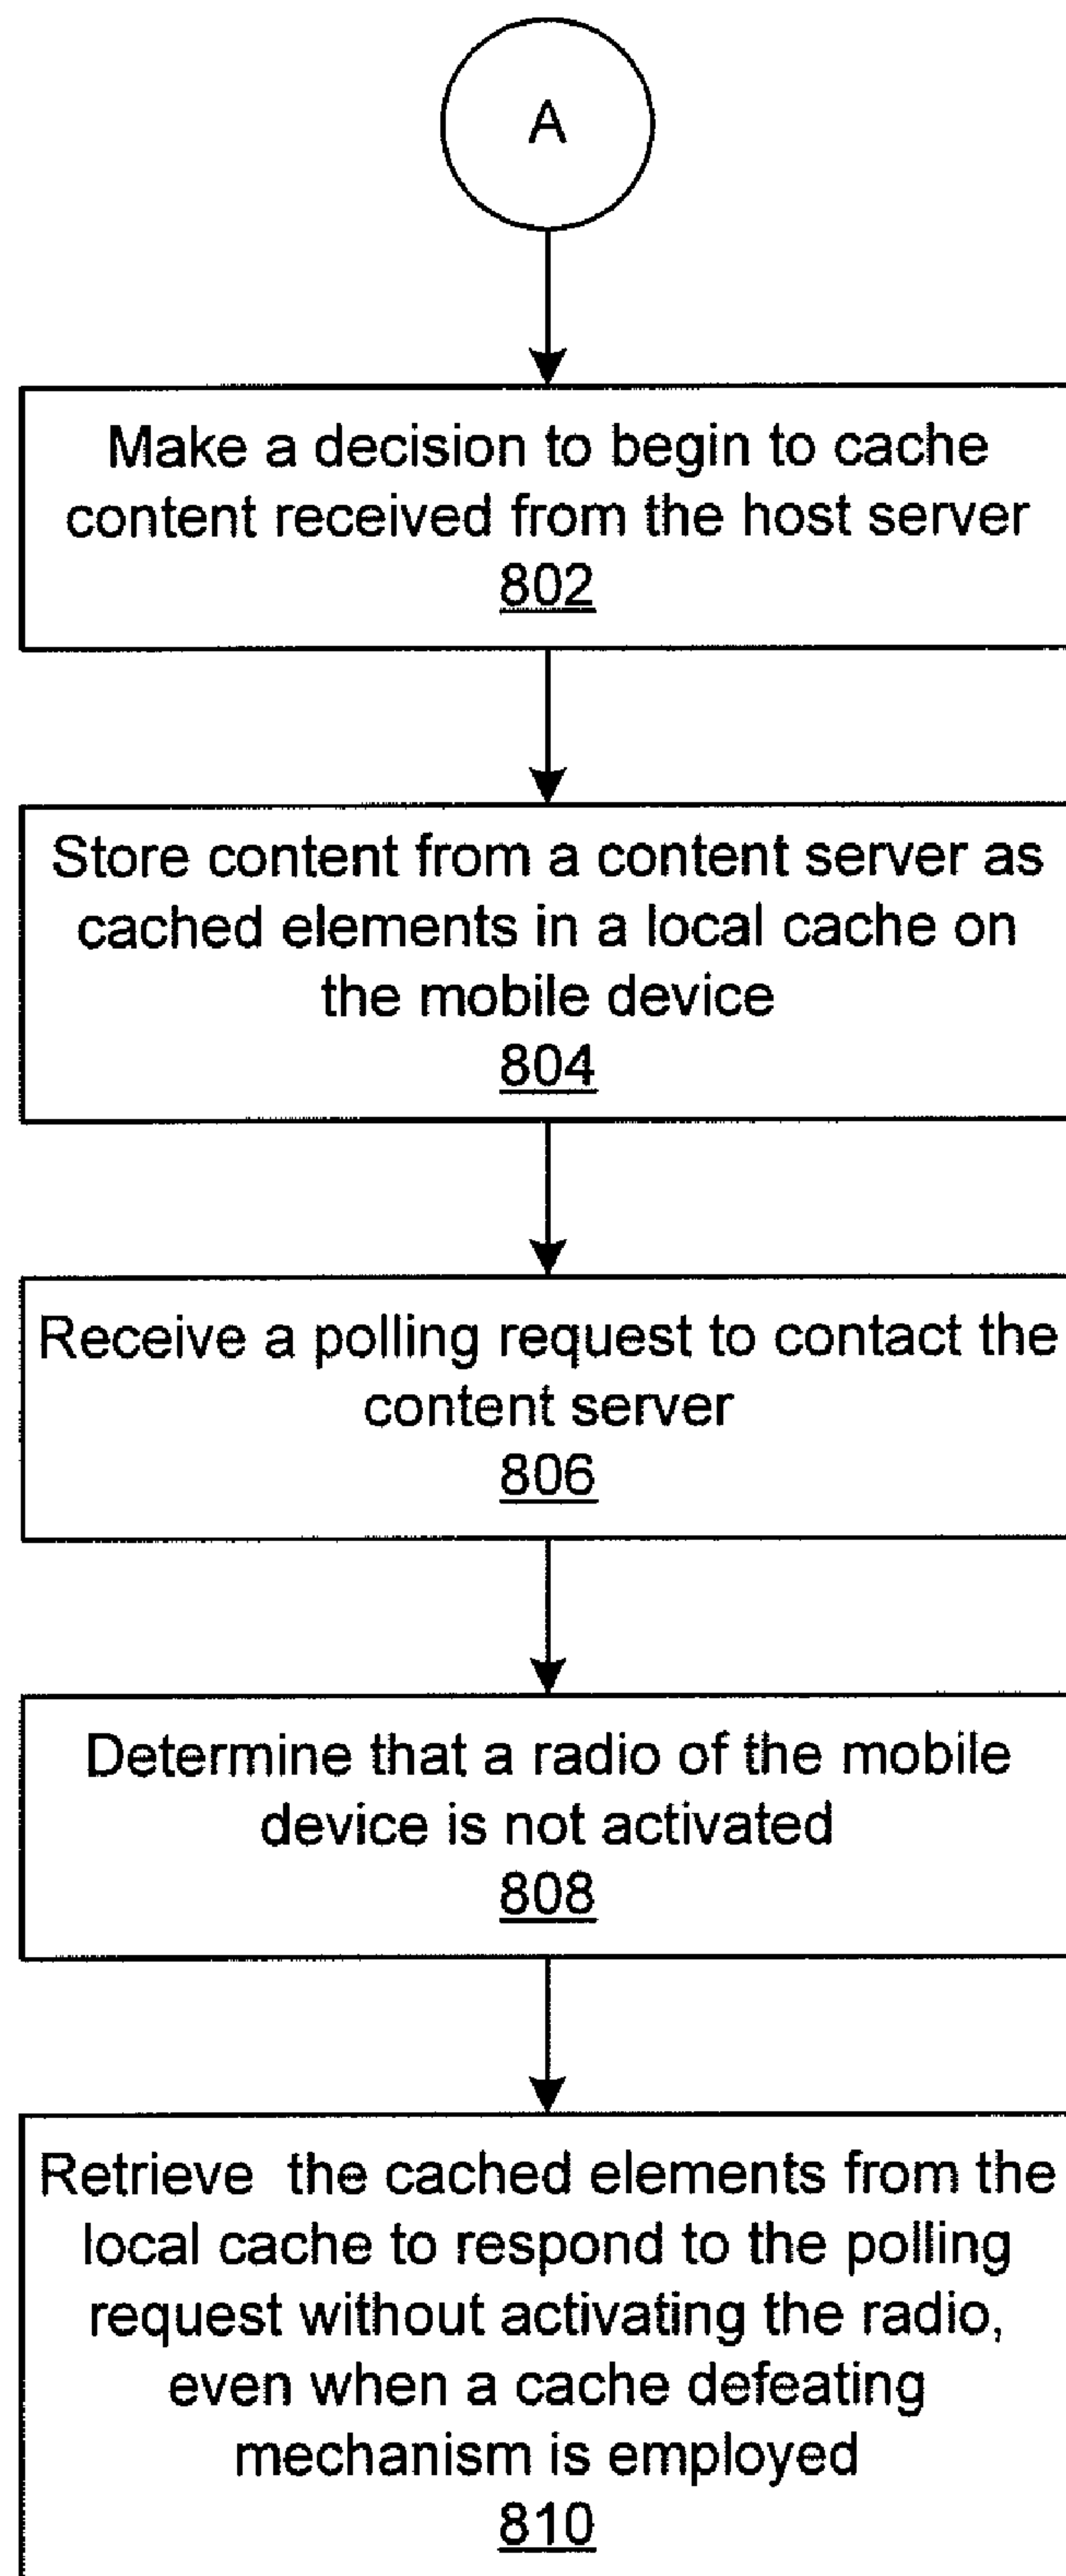 A
Make a decision to begin to cache
content received from the host server
802
Store content from a content server as
cached elements in a local cache on
the mobile device
804
Receive a polling request to contact the
content server
806
Determine that a radio of the mobile
device is not activated
808
Retrieve the cached elements from the
local cache to respond to the polling
request without activating the radio,
even when a cache defeating
mechanism is employed
810